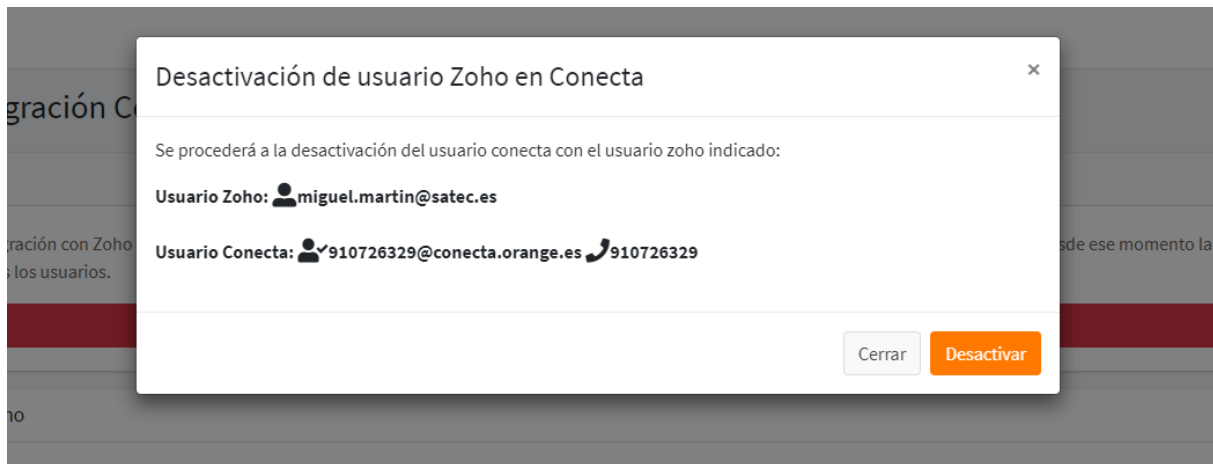 Desactivación de usuario Zoho en Conecta
×
gración C
Se procederá a la desactivación del usuario conecta con el usuario zoho indicado:
Usuario Zoho: miguel.martin@satec.es
ración con Zoho
sde ese momento la
Usuario Conecta: 910726329@conecta.orange.es 910726329
los usuarios.
Cerrar
Desactivar
no